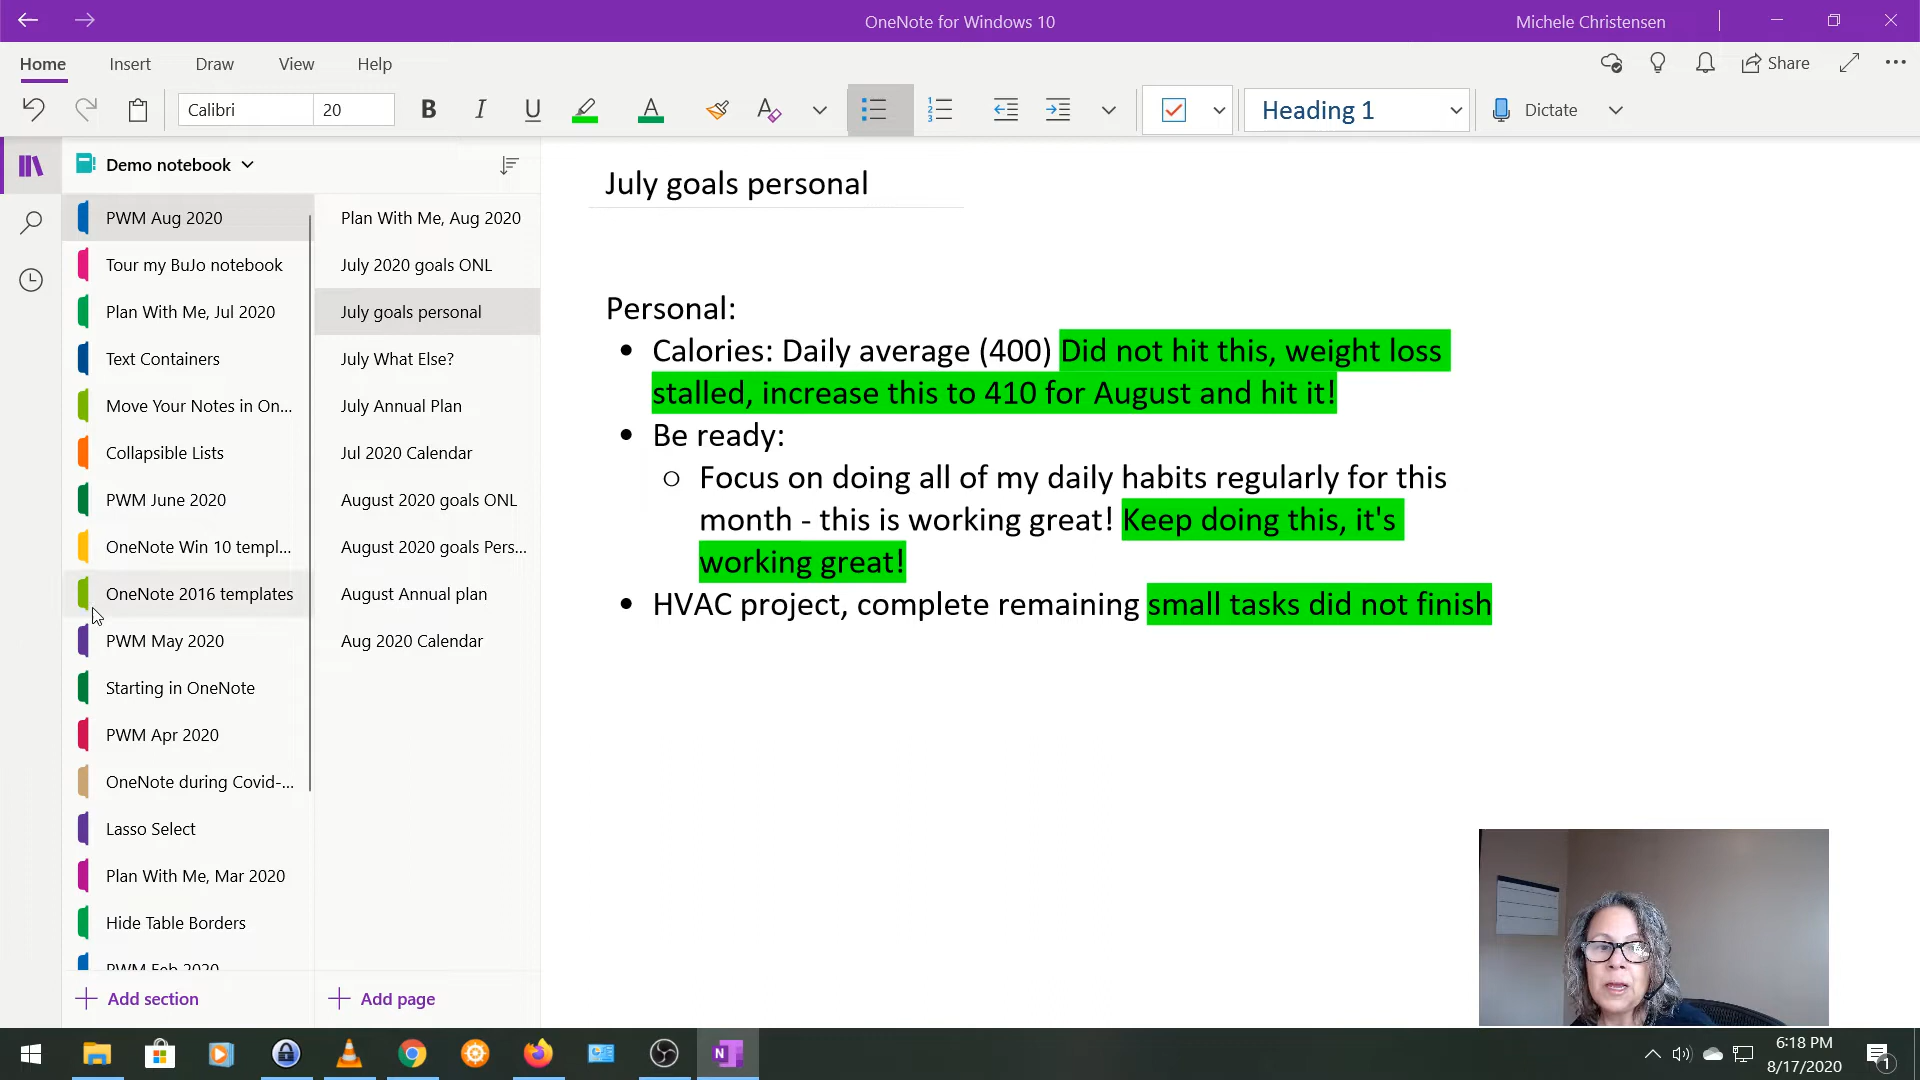 OneNote for Windows 10
Michele Christensen
Home
Insert
Draw
View
Help
Share
Calibri
20
B
I
U
A
Heading 1
Dictate
Demo notebook
PWM Aug 2020
Tour my BuJo notebook
Plan With Me, Jul 2020
Text Containers
Move Your Notes in On...
Collapsible Lists
PWM June 2020
OneNote Win 10 templ...
OneNote 2016 templates
PWM May 2020
Starting in OneNote
PWM Apr 2020
OneNote during Covid-...
Lasso Select
Plan With Me, Mar 2020
Hide Table Borders
PWM Feb 2020
Add section
Plan With Me, Aug 2020
July 2020 goals ONL
July goals personal
July What Else?
July Annual Plan
Jul 2020 Calendar
August 2020 goals ONL
August 2020 goals Pers...
August Annual plan
Aug 2020 Calendar
Add page
July goals personal
Personal:
Calories: Daily average (400) Did not hit this, weight loss
stalled, increase this to 410 for August and hit it!
Be ready:
Focus on doing all of my daily habits regularly for this
month - this is working great! Keep doing this, it's
working great!
HVAC project, complete remaining small tasks did not finish
N
6:18 PM
8/17/2020
1